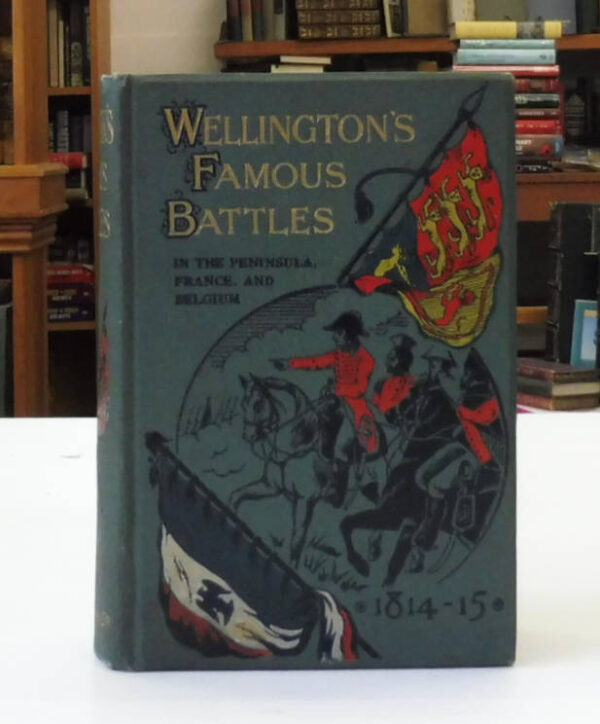 WELLINGTON'S
FAMOUS
BATTLES
IN THE PENINSULA,
FRANCE, AND
BELGIUM
1814-15